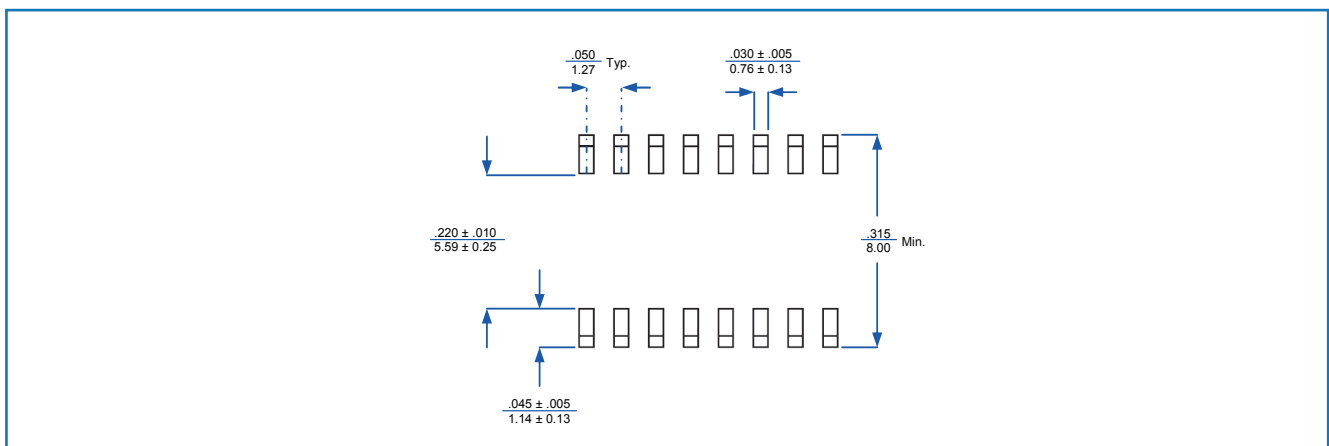 .050
1.27
Typ.
.030 ± .005
0.76 ± 0.13
.220 ± .010
5.59 ± 0.25
.315
8.00
Min.
.045 ± .005
1.14 ± 0.13